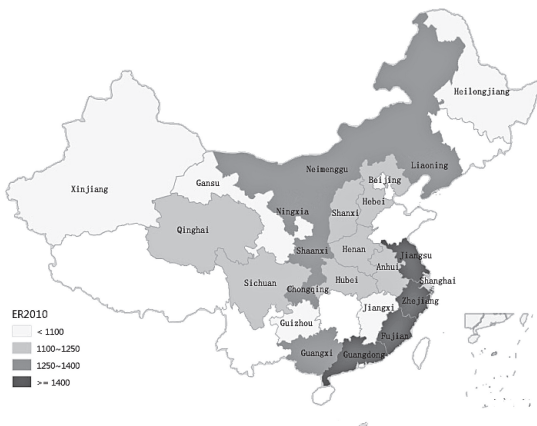 Heilongjiang
Neimenggu
Liaoning
Beijing
Xinjiang
Gansu
Hebei
Ningxia
Shanxi
Qinghai
Shaanxi
Henan
Jiangsu
Anhui
Sichuan
Hubei
Shanghai
Chongqing
Zhejiang
Jiangxi
Guizhou
Fujian
Guangxi
Guangdong
ER2010
< 1100
1100~1250
1250~1400
>= 1400